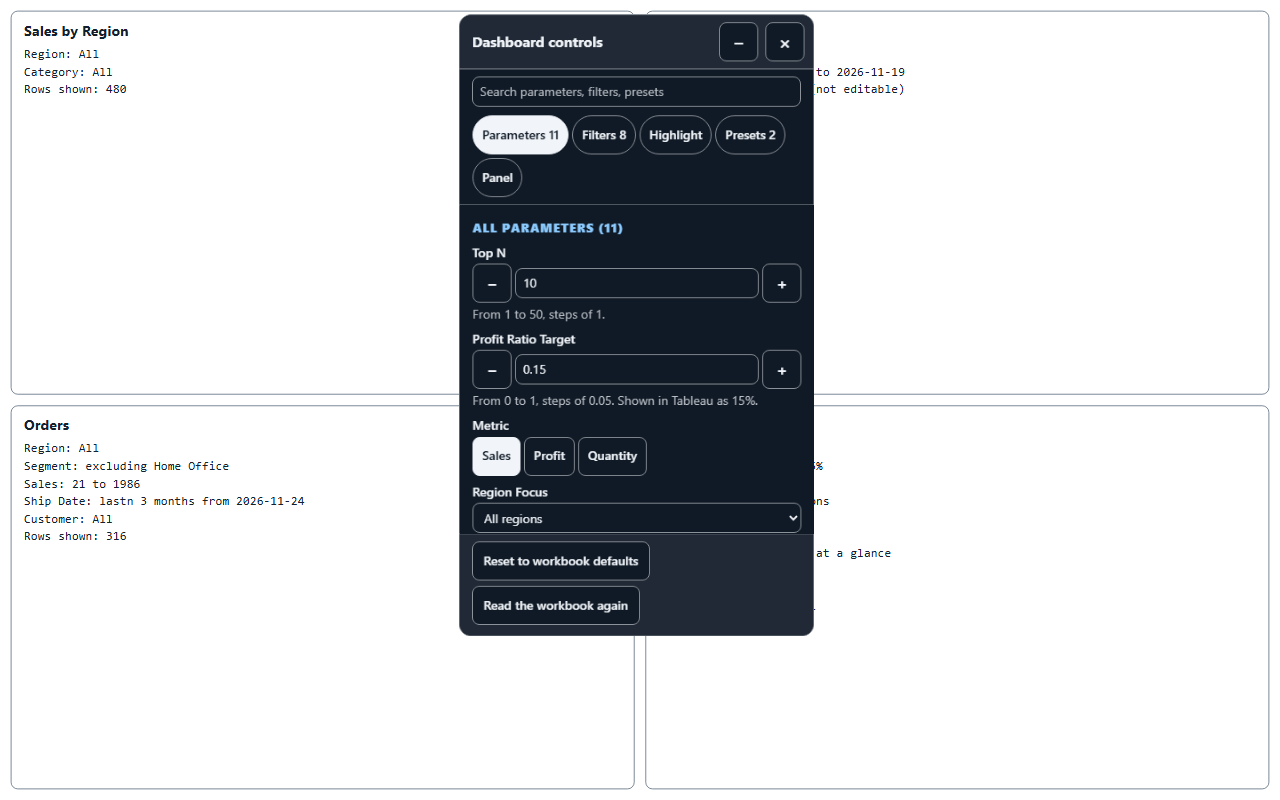 Sales by Region
Region: All
Category: All
Rows shown: 480
to 2026-11-19
(not editable)
Dashboard controls
Search parameters, filters, presets
Parameters 11
Filters 8
Highlight
Presets 2
Panel
ALL PARAMETERS (11)
Top N
− 10 +
From 1 to 50, steps of 1.
Profit Ratio Target
− 0.15 +
From 0 to 1, steps of 0.05. Shown in Tableau as 15%.
Metric
Sales
Profit
Quantity
Region Focus
All regions
Reset to workbook defaults
Read the workbook again
Orders
Region: All
Segment: excluding Home Office
Sales: 21 to 1986
Ship Date: lastn 3 months from 2026-11-24
Customer: All
Rows shown: 316
at a glance